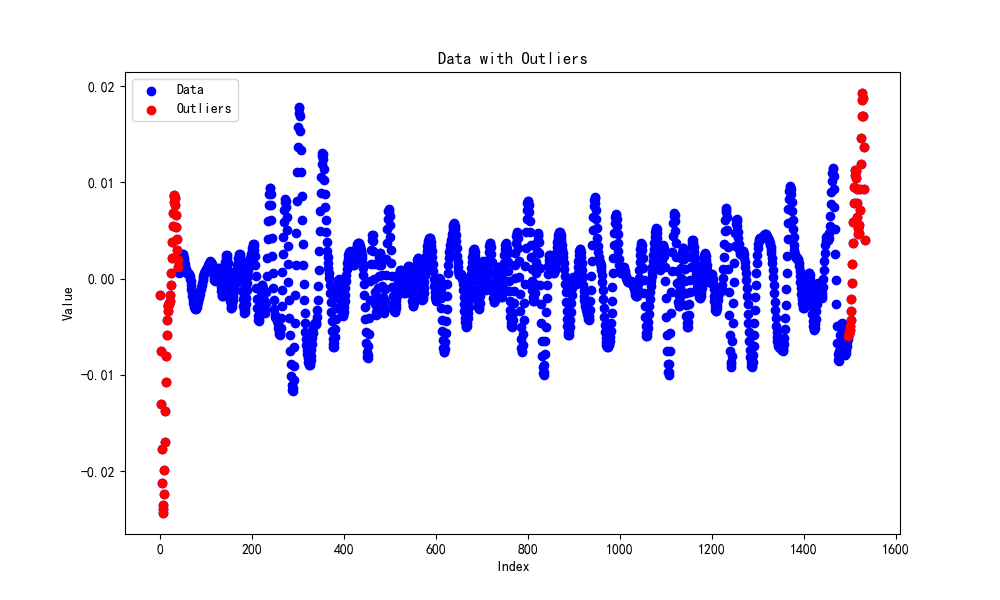 Data with Outliers
Data
Outliers
0.02
0.01
0.00
-0.01
-0.02
Value
0 200 400 600 800 1000 1200 1400 1600
Index